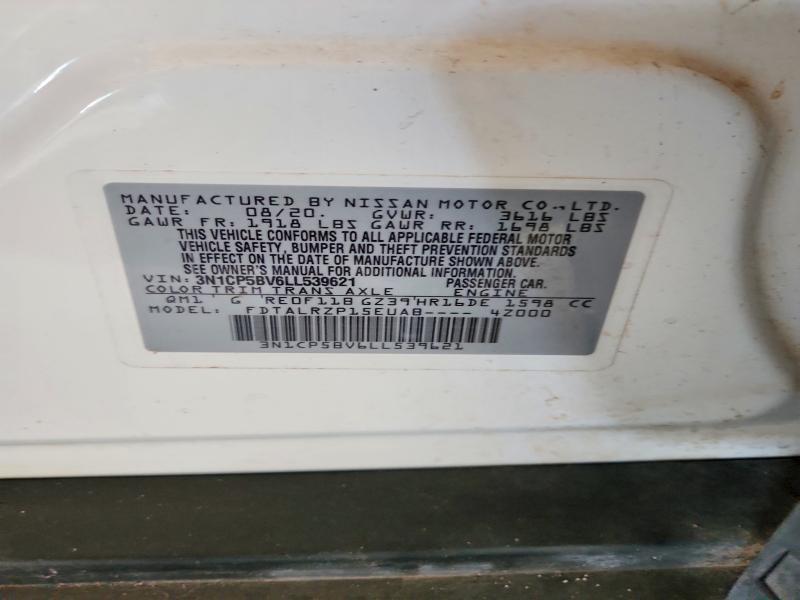 MANUFACTURED BY NISSAN MOTOR CO., LTD.
DATE: 08/20. GVWR: 3616 LBS
GAWR FR: 1918 LBS GAWR RR: 1698 LBS
THIS VEHICLE CONFORMS TO ALL APPLICABLE FEDERAL MOTOR
VEHICLE SAFETY, BUMPER AND THEFT PREVENTION STANDARDS
IN EFFECT ON THE DATE OF MANUFACTURE SHOWN ABOVE.
SEE OWNER'S MANUAL FOR ADDITIONAL INFORMATION.
VIN: 3N1CP5BV6LL539621 PASSENGER CAR.
COLOR TRIM TRANS AXLE ENGINE
QM1 G RE0F11B GZ39 HR16DE 1598 CC
MODEL: FDTALRZP15EUAB---- 4Z000
3N1CP5BV6LL539621